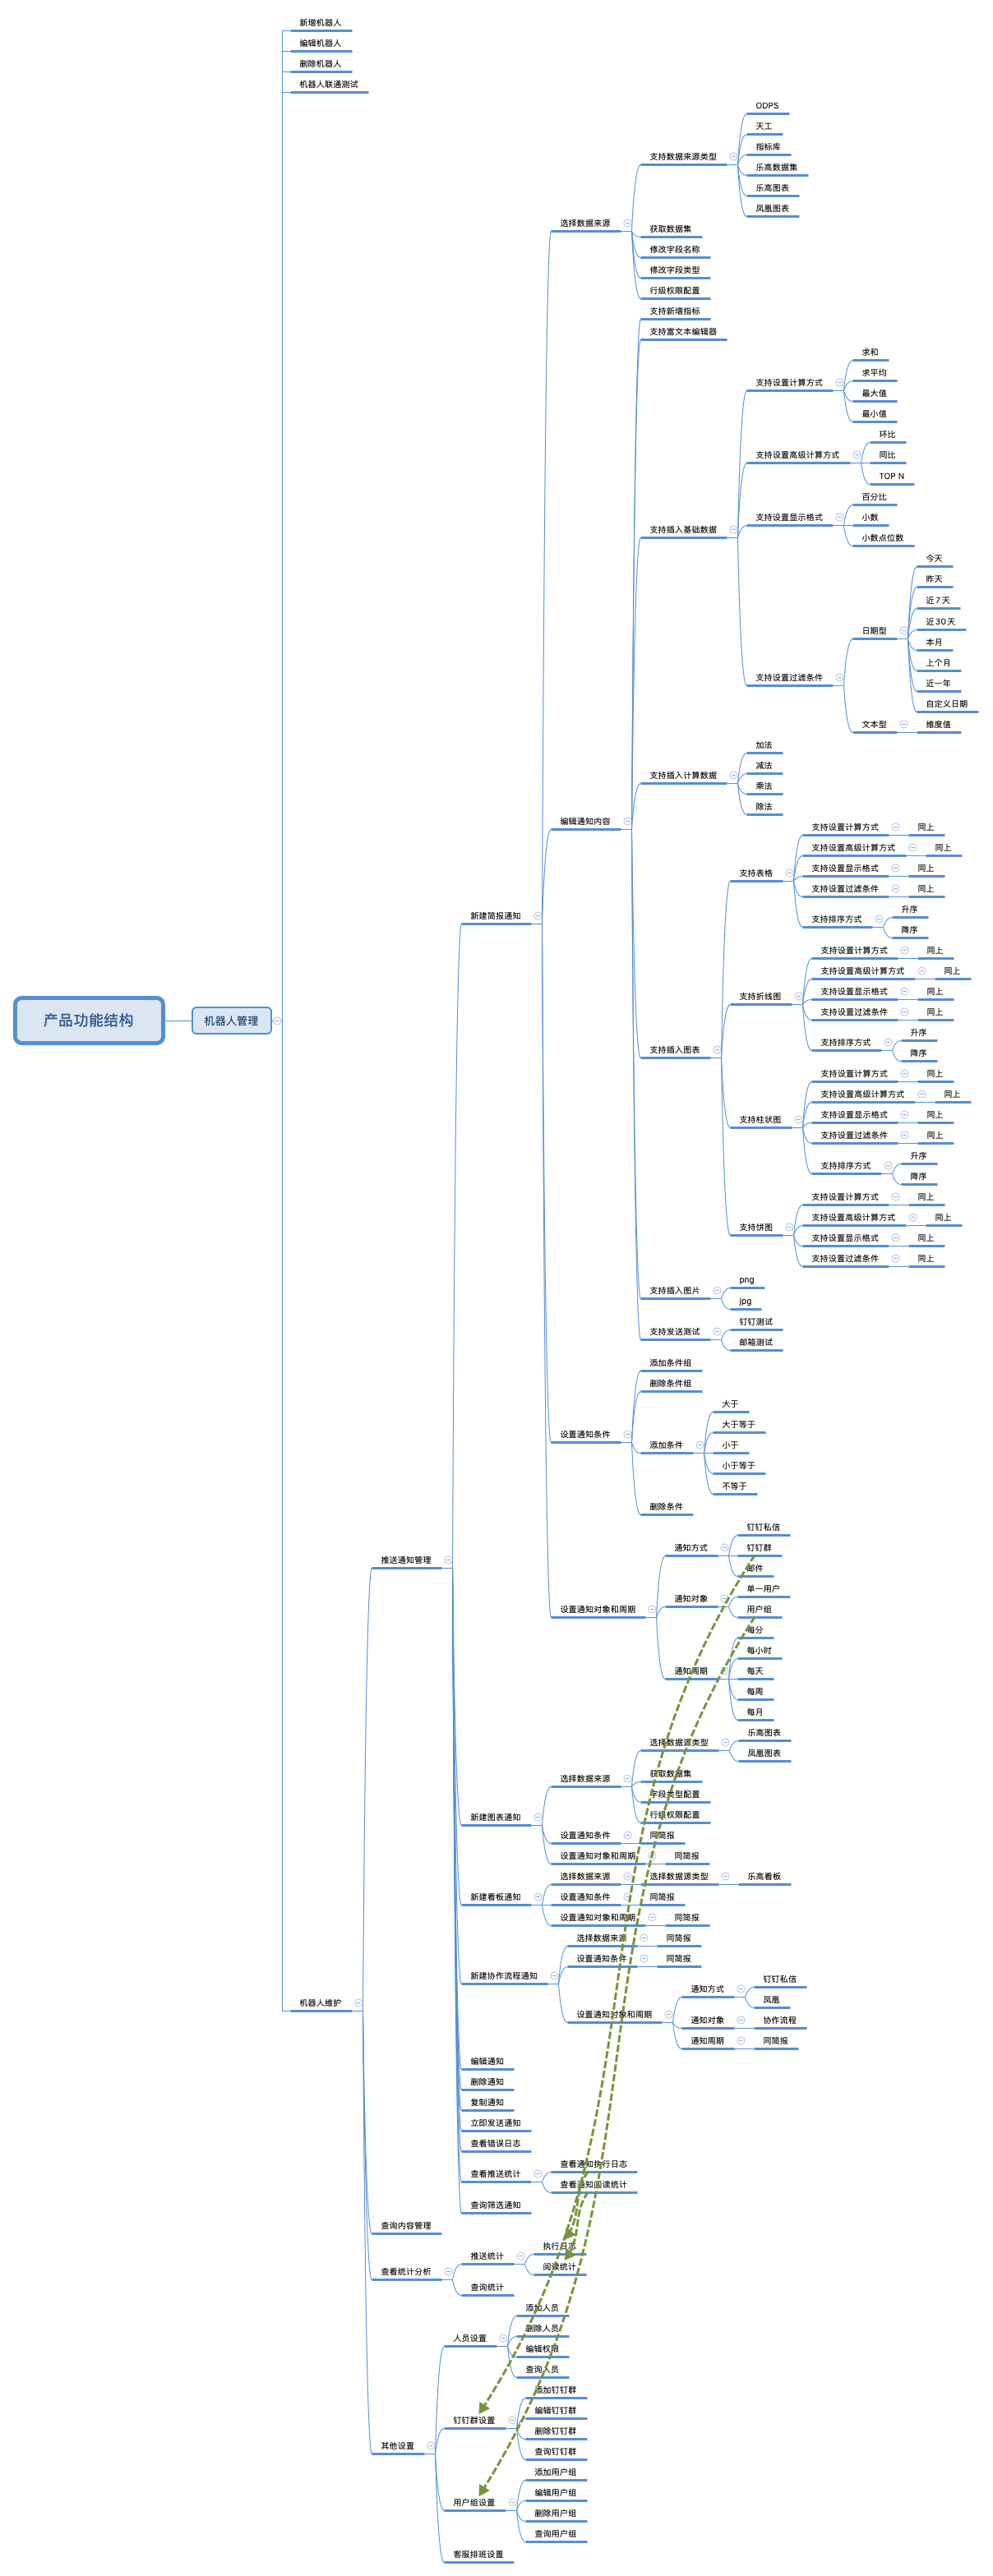 产品功能结构
机器人管理
新增机器人
编辑机器人
删除机器人
机器人联通测试
机器人维护
推送通知管理
新建简报通知
选择数据来源
支持数据来源类型
ODPS
天工
指标库
乐高数据集
乐高图表
凤凰图表
获取数据集
修改字段名称
修改字段类型
行级权限配置
编辑通知内容
支持新增指标
支持富文本编辑器
支持插入基础数据
支持设置计算方式
求和
求平均
最大值
最小值
支持设置高级计算方式
环比
同比
TOP N
支持设置显示格式
百分比
小数
小数点位数
支持设置过滤条件
日期型
今天
昨天
近7天
近30天
本月
上个月
近一年
自定义日期
文本型
维度值
支持插入计算数据
加法
减法
乘法
除法
支持插入图表
支持表格
支持设置计算方式
同上
支持设置高级计算方式
同上
支持设置显示格式
同上
支持设置过滤条件
同上
支持排序方式
升序
降序
支持折线图
支持设置计算方式
同上
支持设置高级计算方式
同上
支持设置显示格式
同上
支持设置过滤条件
同上
支持排序方式
升序
降序
支持柱状图
支持设置计算方式
同上
支持设置高级计算方式
同上
支持设置显示格式
同上
支持设置过滤条件
同上
支持排序方式
升序
降序
支持饼图
支持设置计算方式
同上
支持设置高级计算方式
同上
支持设置显示格式
同上
支持设置过滤条件
同上
支持插入图片
png
jpg
支持发送测试
钉钉测试
邮箱测试
设置通知条件
添加条件组
删除条件组
添加条件
大于
大于等于
小于
小于等于
不等于
删除条件
设置通知对象和周期
通知方式
钉钉私信
钉钉群
邮件
通知对象
单一用户
用户组
通知周期
每分
每小时
每天
每周
每月
新建图表通知
选择数据来源
选择数据源类型
乐高图表
凤凰图表
获取数据集
字段类型配置
行级权限配置
设置通知条件
同简报
设置通知对象和周期
同简报
新建看板通知
选择数据来源
选择数据源类型
乐高看板
设置通知条件
同简报
设置通知对象和周期
同简报
新建协作流程通知
选择数据来源
同简报
设置通知条件
同简报
设置通知对象和周期
通知方式
钉钉私信
凤凰
通知对象
协作流程
通知周期
同简报
编辑通知
删除通知
复制通知
立即发送通知
查看错误日志
查看推送统计
查看通知执行日志
查看通知阅读统计
查询筛选通知
查询内容管理
查看统计分析
推送统计
执行日志
阅读统计
查询统计
其他设置
人员设置
添加人员
删除人员
编辑权限
查询人员
钉钉群设置
添加钉钉群
编辑钉钉群
删除钉钉群
查询钉钉群
用户组设置
添加用户组
编辑用户组
删除用户组
查询用户组
客服排班设置